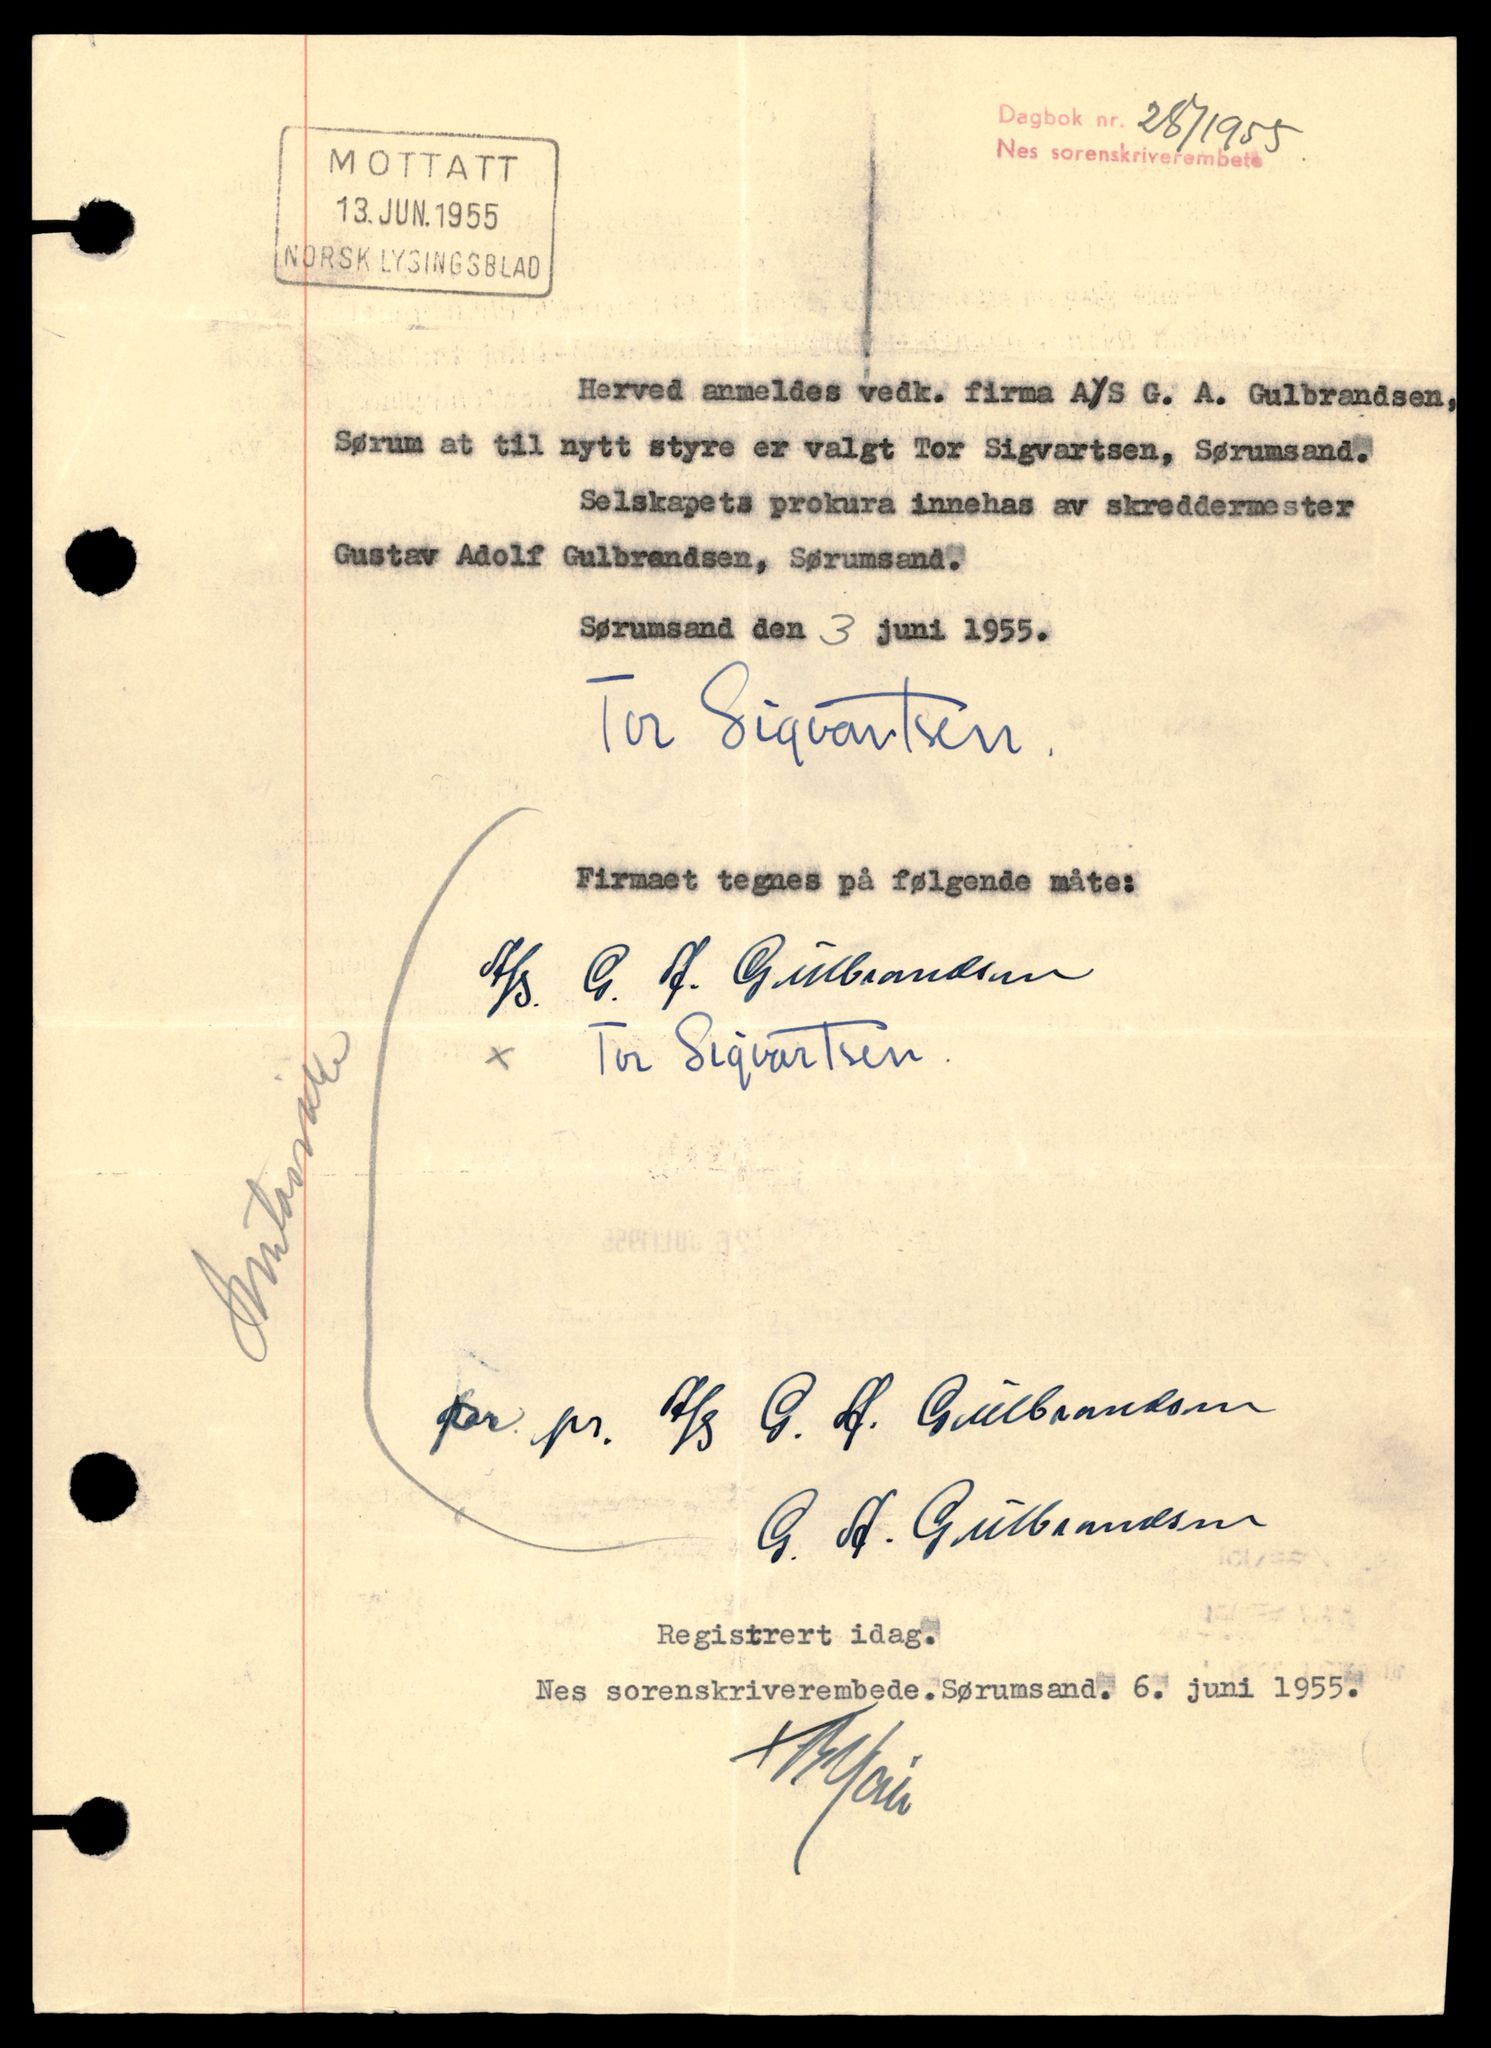 Dagbok nr. 28/1955
Nes sorenskriverembete
MOTTATT
13. JUN. 1955
NORSK LYSINGSBLAD
Herved anmeldes vedk. firma A/S G. A. Gulbrandsen,
Sørum at til nytt styre er valgt Tor Sigvartsen, Sørumsand.
Selskapets prokura innehas av skreddermester
Gustav Adolf Gulbrandsen, Sørumsand.
Sørumsand den 3 juni 1955.
Tor Sigvartsen.
Firmaet tegnes på følgende måte:
A/S. G. A. Gulbrandsen
x Tor Sigvartsen.
per. pr. A/S G. A. Gulbrandsen
G. A. Gulbrandsen
Registrert idag.
Nes sorenskriverembede. Sørumsand. 6. juni 1955.